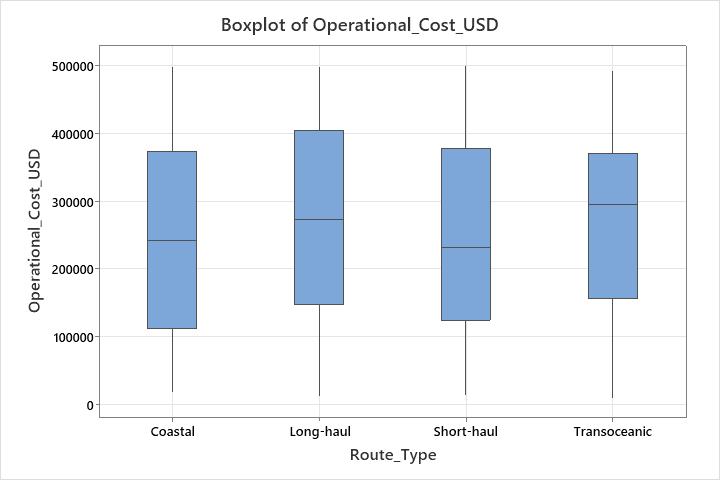 Boxplot of Operational_Cost_USD
Operational_Cost_USD
500000
400000
300000
200000
100000
0
Coastal Long-haul Short-haul Transoceanic
Route_Type